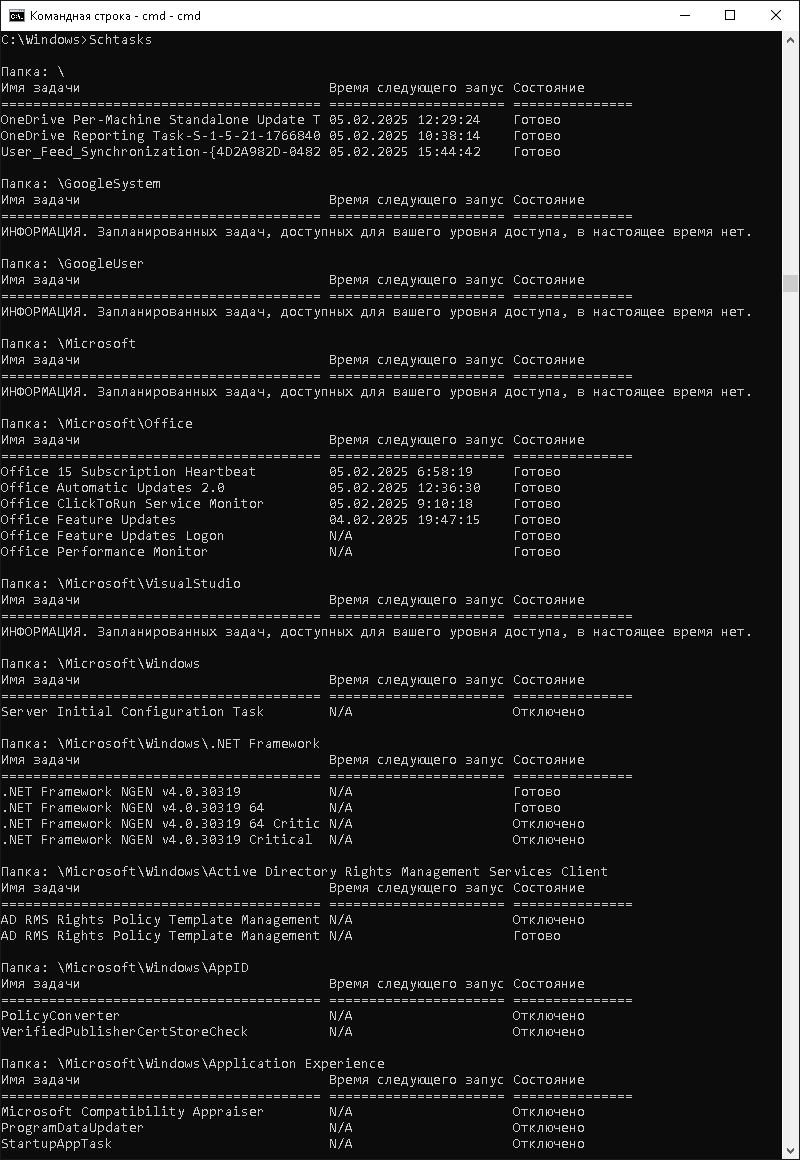 Командная строка - cmd - cmd
C:\Windows>Schtasks
Папка: \
Имя задачи                               Время следующего запус Состояние
======================================== ====================== ===============
OneDrive Per-Machine Standalone Update T 05.02.2025 12:29:24    Готово
OneDrive Reporting Task-S-1-5-21-1766840 05.02.2025 10:38:14    Готово
User_Feed_Synchronization-{4D2A982D-0482 05.02.2025 15:44:42    Готово
Папка: \GoogleSystem
Имя задачи                               Время следующего запус Состояние
======================================== ====================== ===============
ИНФОРМАЦИЯ. Запланированных задач, доступных для вашего уровня доступа, в настоящее время нет.
Папка: \GoogleUser
Имя задачи                               Время следующего запус Состояние
======================================== ====================== ===============
ИНФОРМАЦИЯ. Запланированных задач, доступных для вашего уровня доступа, в настоящее время нет.
Папка: \Microsoft
Имя задачи                               Время следующего запус Состояние
======================================== ====================== ===============
ИНФОРМАЦИЯ. Запланированных задач, доступных для вашего уровня доступа, в настоящее время нет.
Папка: \Microsoft\Office
Имя задачи                               Время следующего запус Состояние
======================================== ====================== ===============
Office 15 Subscription Heartbeat         05.02.2025 6:58:19     Готово
Office Automatic Updates 2.0             05.02.2025 12:36:30    Готово
Office ClickToRun Service Monitor        05.02.2025 9:10:18     Готово
Office Feature Updates                   04.02.2025 19:47:15    Готово
Office Feature Updates Logon             N/A                    Готово
Office Performance Monitor               N/A                    Готово
Папка: \Microsoft\VisualStudio
Имя задачи                               Время следующего запус Состояние
======================================== ====================== ===============
ИНФОРМАЦИЯ. Запланированных задач, доступных для вашего уровня доступа, в настоящее время нет.
Папка: \Microsoft\Windows
Имя задачи                               Время следующего запус Состояние
======================================== ====================== ===============
Server Initial Configuration Task        N/A                    Отключено
Папка: \Microsoft\Windows\.NET Framework
Имя задачи                               Время следующего запус Состояние
======================================== ====================== ===============
.NET Framework NGEN v4.0.30319           N/A                    Готово
.NET Framework NGEN v4.0.30319 64        N/A                    Готово
.NET Framework NGEN v4.0.30319 64 Critic N/A                    Отключено
.NET Framework NGEN v4.0.30319 Critical  N/A                    Отключено
Папка: \Microsoft\Windows\Active Directory Rights Management Services Client
Имя задачи                               Время следующего запус Состояние
======================================== ====================== ===============
AD RMS Rights Policy Template Management N/A                    Отключено
AD RMS Rights Policy Template Management N/A                    Готово
Папка: \Microsoft\Windows\AppID
Имя задачи                               Время следующего запус Состояние
======================================== ====================== ===============
PolicyConverter                          N/A                    Отключено
VerifiedPublisherCertStoreCheck          N/A                    Отключено
Папка: \Microsoft\Windows\Application Experience
Имя задачи                               Время следующего запус Состояние
======================================== ====================== ===============
Microsoft Compatibility Appraiser        N/A                    Отключено
ProgramDataUpdater                       N/A                    Отключено
StartupAppTask                           N/A                    Отключено